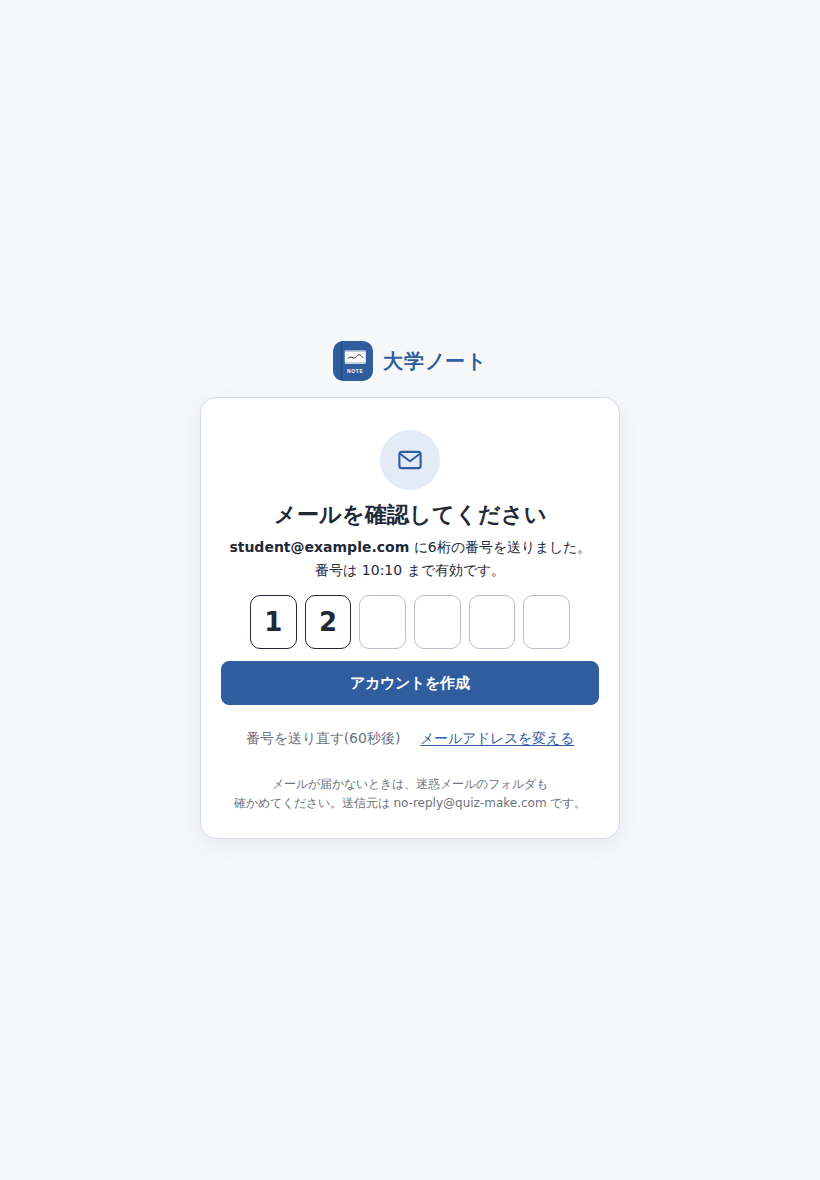 NOTE
大学ノート
メールを確認してください
student@example.com に6桁の番号を送りました。
番号は 10:10 まで有効です。
1 2
アカウントを作成
番号を送り直す(60秒後) メールアドレスを変える
メールが届かないときは、迷惑メールのフォルダも
確かめてください。送信元は no-reply@quiz-make.com です。